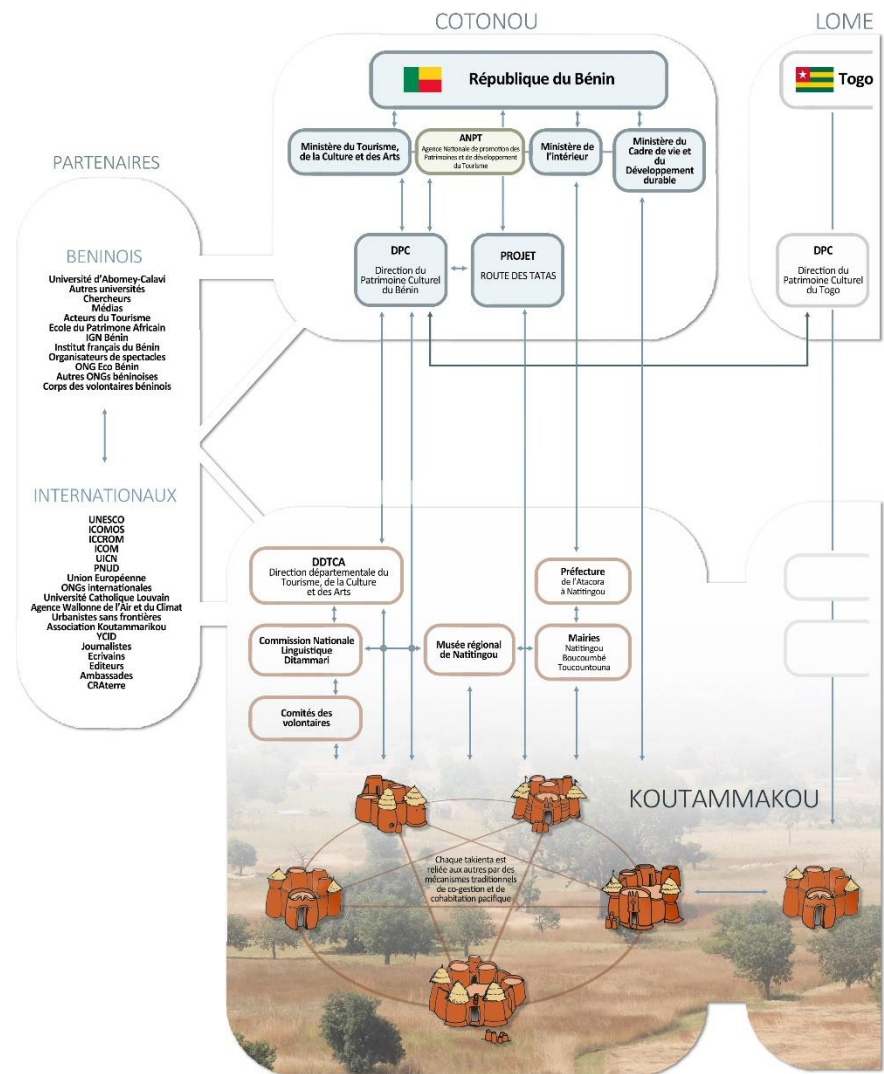 COTONOU
LOME
République du Bénin
Togo
Ministère du Tourisme,
de la Culture et des Arts
ANPT
Agence Nationale de promotion des
Patrimoines et de développement
du Tourisme
Ministère de
l'intérieur
Ministère du
Cadre de vie et
du
Développement
durable
PARTENAIRES
BENINOIS
Université d'Abomey-Calavi
Autres universités
Chercheurs
Médias
Acteurs du Tourisme
Ecole du Patrimone Africain
IGN Bénin
Institut français du Bénin
Organisateurs de spectacles
ONG Eco Bénin
Autres ONGs béninoises
Corps des volontaires béninois
DPC
Direction du
Patrimoine Culturel
du Bénin
PROJET
ROUTE DES TATAS
DPC
Direction du
Patrimoine Culturel
du Togo
INTERNATIONAUX
UNESCO
ICOMOS
ICCROM
ICOM
UICN
PNUD
Union Européenne
ONGs internationales
Université Catholique Louvain
Agence Wallonne de l'Air et du Climat
Urbanistes sans frontières
Association Koutammarikou
YCID
Journalistes
Ecrivains
Editeurs
Ambassades
CRAterre
DDTCA
Direction départementale du
Tourisme, de la Culture
et des Arts
Préfecture
de l'Atacora
à Natitingou
Commission Nationale
Linguistique
Ditammari
Musée régional
de Natitingou
Mairies
Natitingou
Boucoumbé
Toucountouna
Comités des
volontaires
KOUTAMMAKOU
Chaque takienta est
reliée aux autres par des
mécanismes traditionnels
de co-gestion et de
cohabitation pacifique